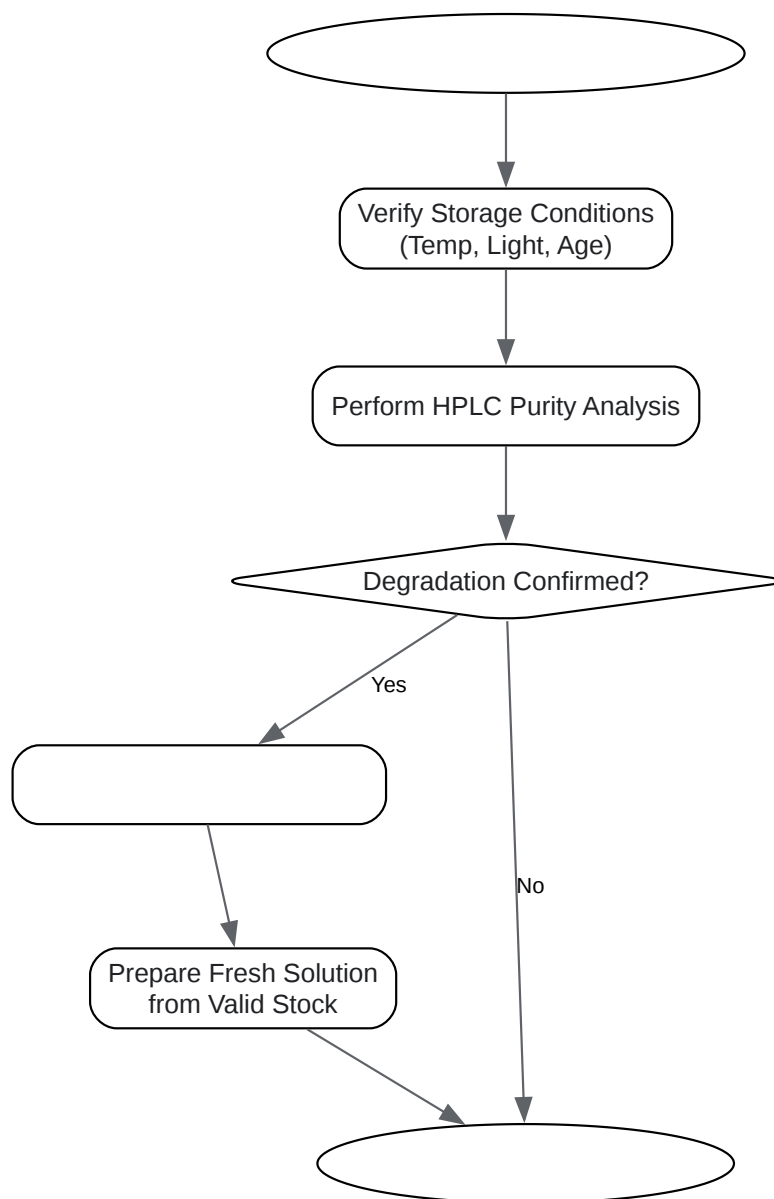 Verify Storage Conditions
(Temp, Light, Age)
Perform HPLC Purity Analysis
Degradation Confirmed?
Yes
No
Prepare Fresh Solution
from Valid Stock